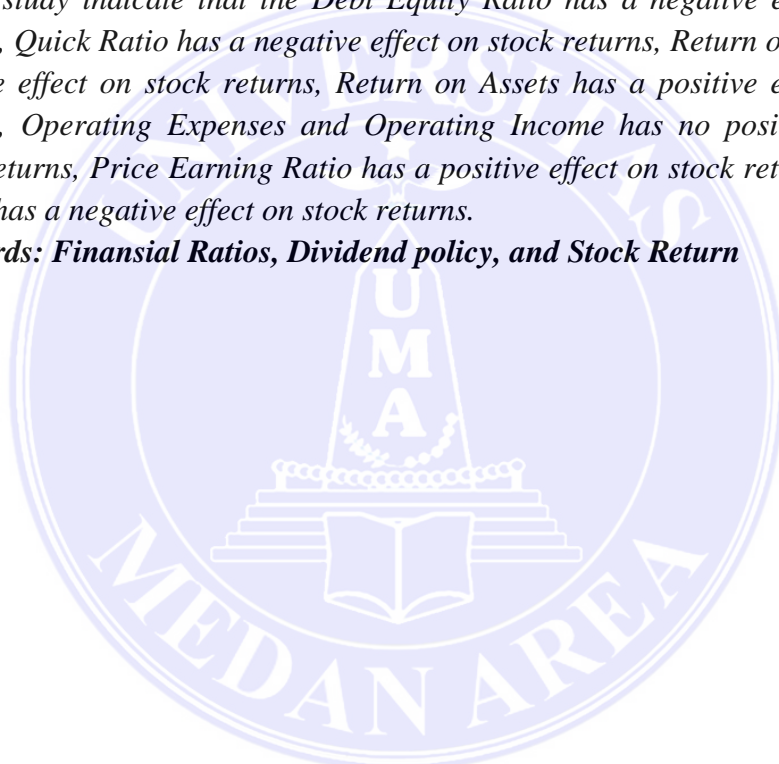 study indicate that the Debt Equity Ratio has a negative e
, Quick Ratio has a negative effect on stock returns, Return o
e effect on stock returns, Return on Assets has a positive e
, Operating Expenses and Operating Income has no posi
eturns, Price Earning Ratio has a positive effect on stock ret
has a negative effect on stock returns.
rds: Finansial Ratios, Dividend policy, and Stock Return
UNIVERSITAS
U
M
A
MEDAN AREA